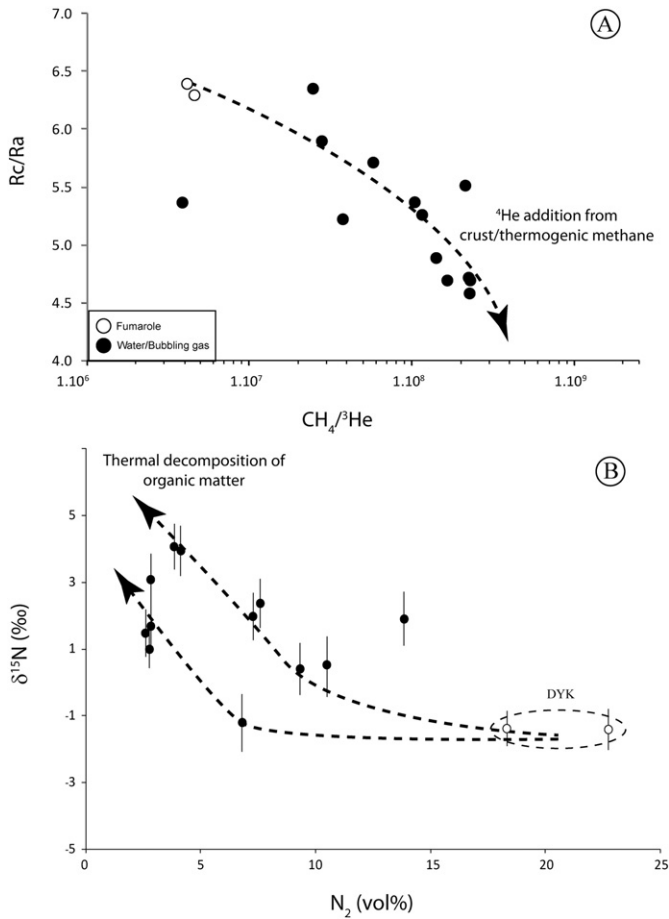 7.0
A
6.5
6.0
Rc/Ra
5.5
⁴He addition from
crust/thermogenic methane
5.0
4.5
Fumarole
Water/Bubbling gas
4.0
1.10⁶
1.10⁷
1.10⁸
1.10⁹
CH₄/³He
Thermal decomposition of
organic matter
B
5
3
δ¹⁵N (‰)
1
DYK
-1
-3
-5
0
5
10
15
20
25
N₂ (vol%)